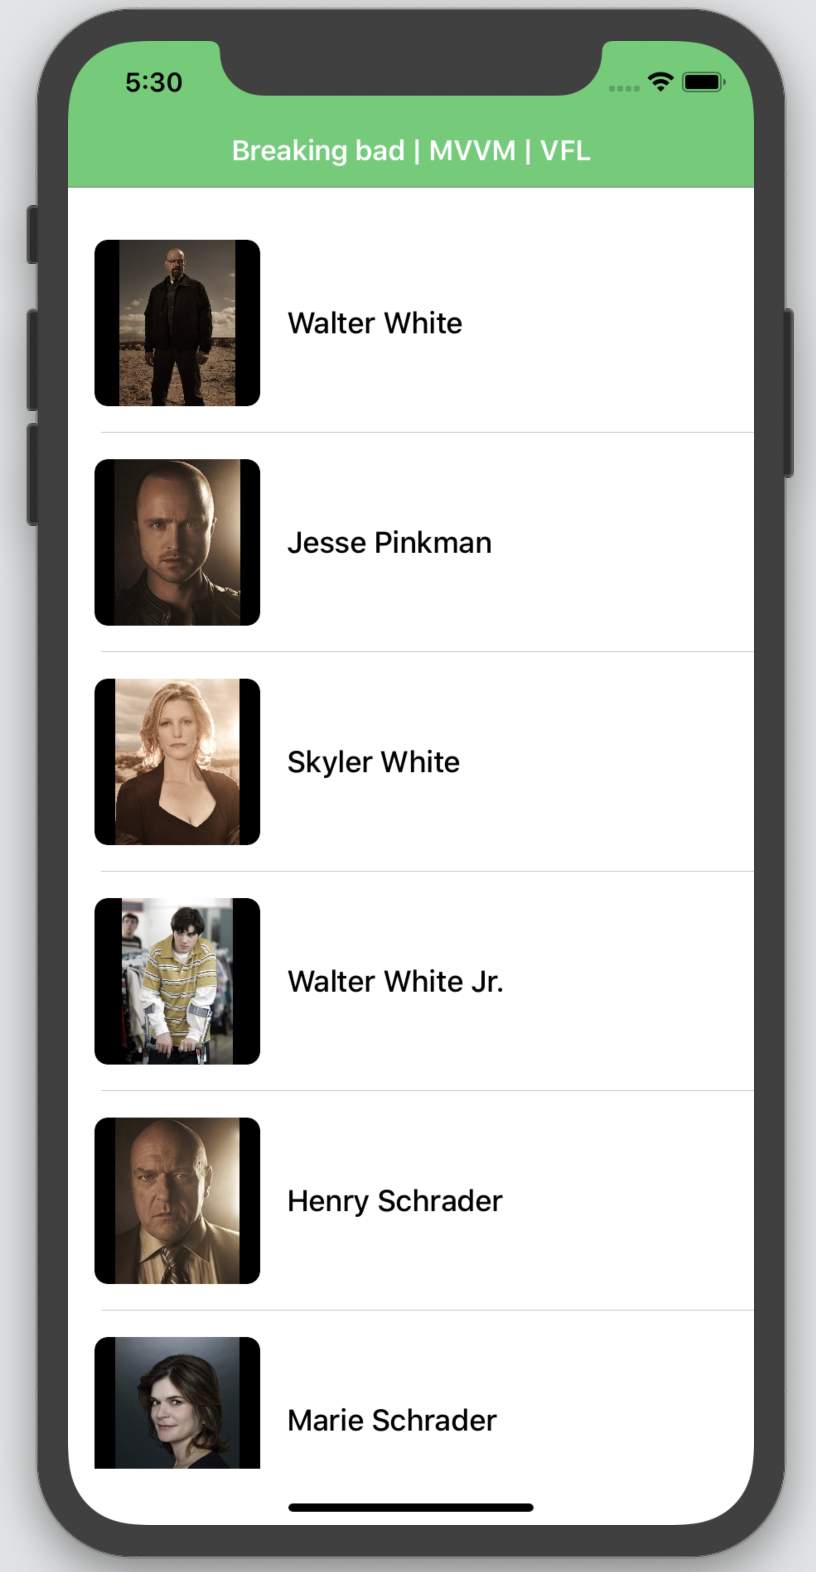 5:30
Breaking bad | MVVM | VFL
Walter White
Jesse Pinkman
Skyler White
Walter White Jr.
Henry Schrader
Marie Schrader